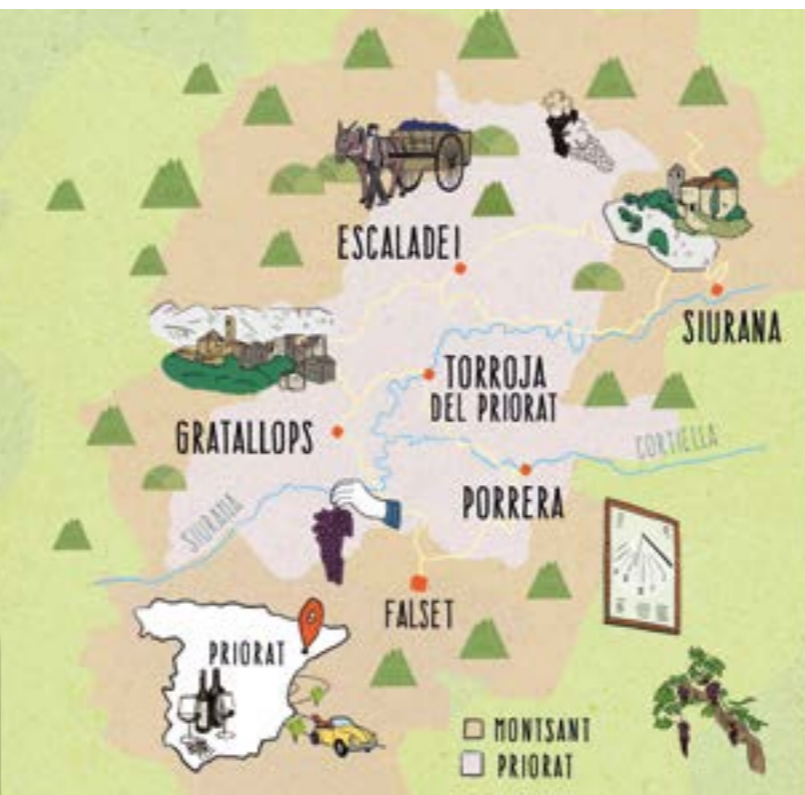 ESCALADEI
SIURANA
TORROJA
DEL PRIORAT
GRATALLOPS
CORTIELLA
PORRERA
SIURANA
FALSET
PRIORAT
MONTSANT
PRIORAT